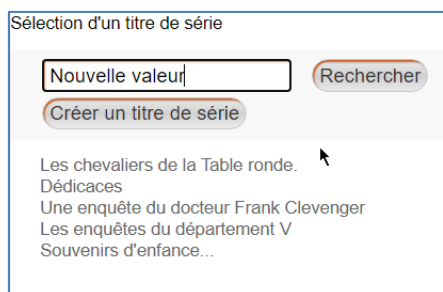 Sélection d'un titre de série
Nouvelle valeur
Rechercher
Créer un titre de série
Les chevaliers de la Table ronde.
Dédicaces
Une enquête du docteur Frank Clevenger
Les enquêtes du département V
Souvenirs d'enfance...